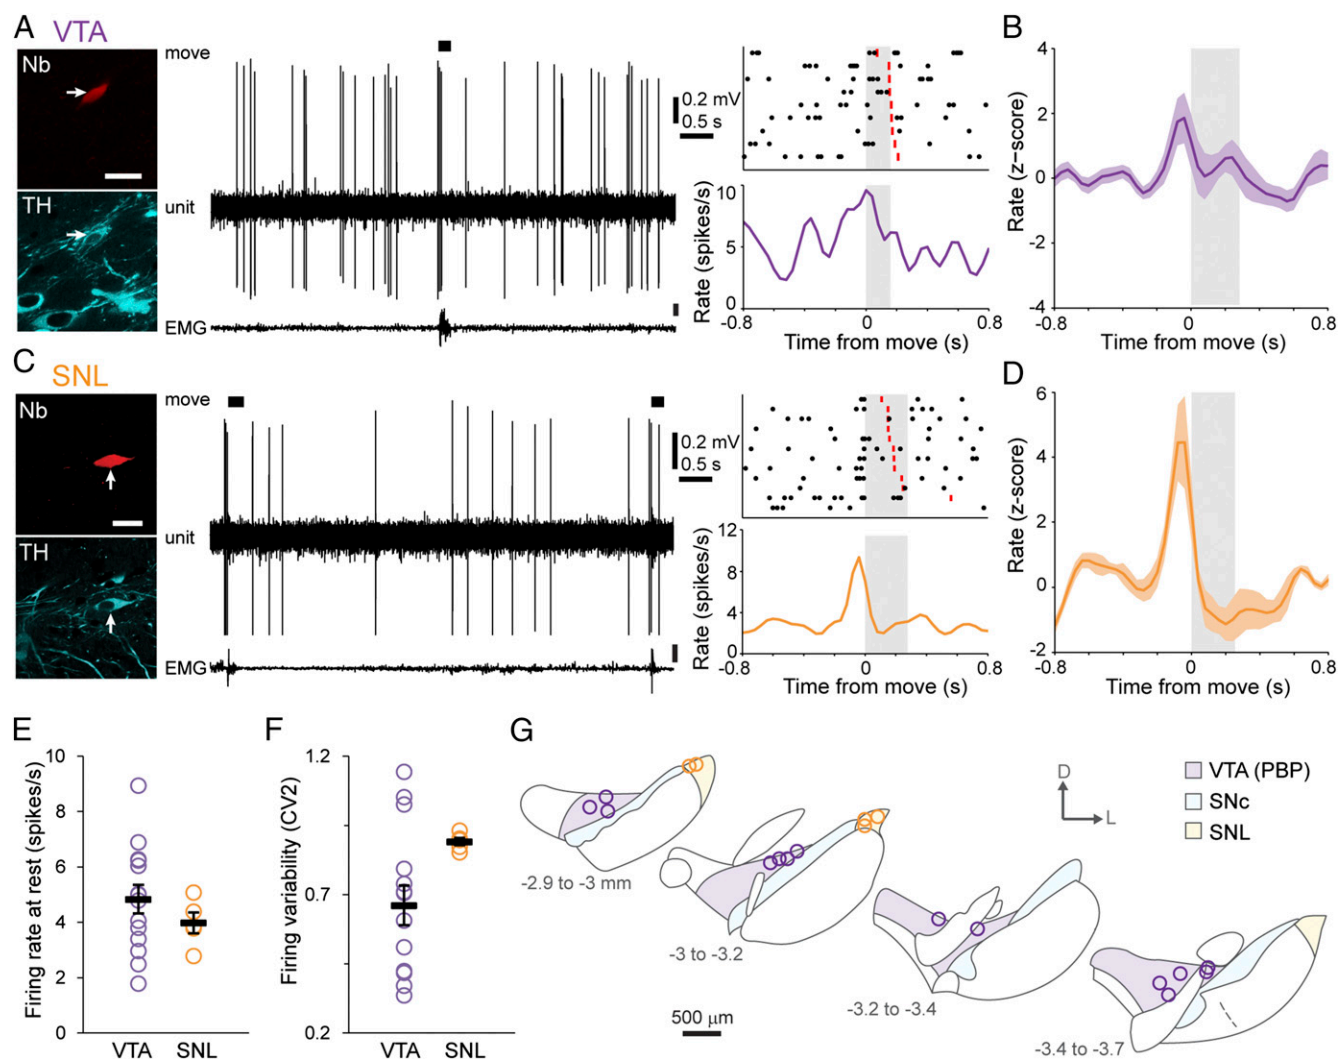 A VTA
Nb
TH
move
unit
EMG
0.2 mV
0.5 s
Rate (spikes/s)
10
5
0
-0.8
0
0.8
Time from move (s)
B
Rate (z-score)
4
2
0
-2
-4
-0.8
0
0.8
Time from move (s)
C SNL
Nb
TH
move
unit
EMG
0.2 mV
0.5 s
Rate (spikes/s)
12
8
4
0
-0.8
0
0.8
Time from move (s)
D
Rate (z-score)
6
4
2
0
-2
-0.8
0
0.8
Time from move (s)
E
Firing rate at rest (spikes/s)
10
8
6
4
2
0
VTA SNL
F
Firing variability (CV2)
1.2
0.7
0.2
VTA SNL
G
-2.9 to -3 mm
-3 to -3.2
-3.2 to -3.4
-3.4 to -3.7
500 µm
D
L
VTA (PBP)
SNc
SNL